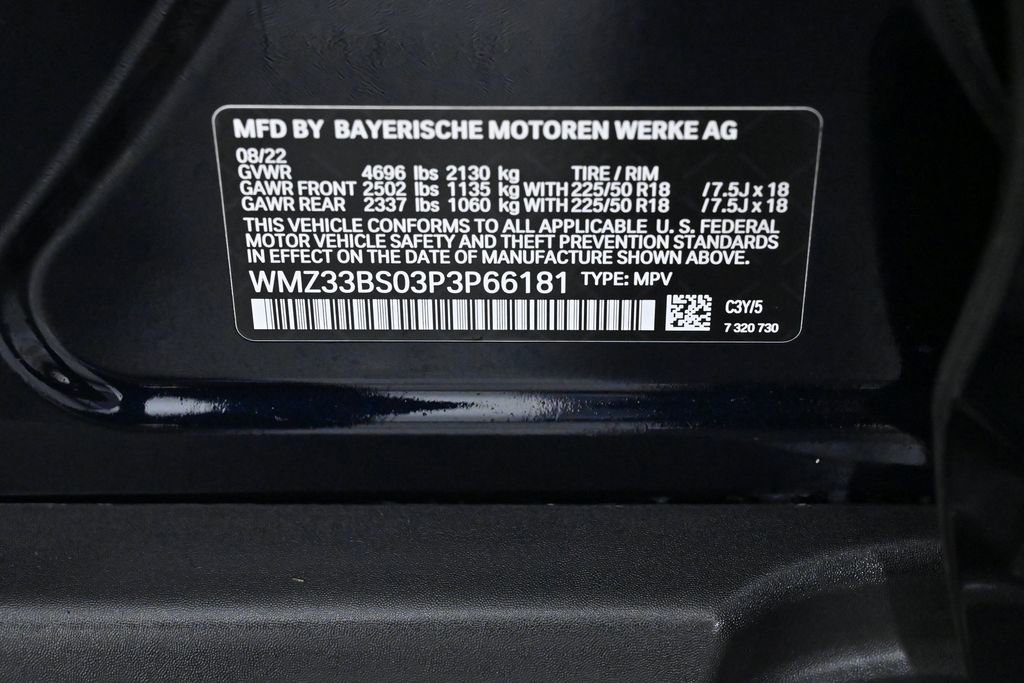 MFD BY BAYERISCHE MOTOREN WERKE AG
08/22
GVWR 4696 lbs 2130 kg TIRE / RIM
GAWR FRONT 2502 lbs 1135 kg WITH 225/50 R18 /7.5J x 18
GAWR REAR 2337 lbs 1060 kg WITH 225/50 R18 /7.5J x 18
THIS VEHICLE CONFORMS TO ALL APPLICABLE U. S. FEDERAL
MOTOR VEHICLE SAFETY AND THEFT PREVENTION STANDARDS
IN EFFECT ON THE DATE OF MANUFACTURE SHOWN ABOVE.
WMZ33BS03P3P66181 TYPE: MPV
C3Y/5
7 320 730